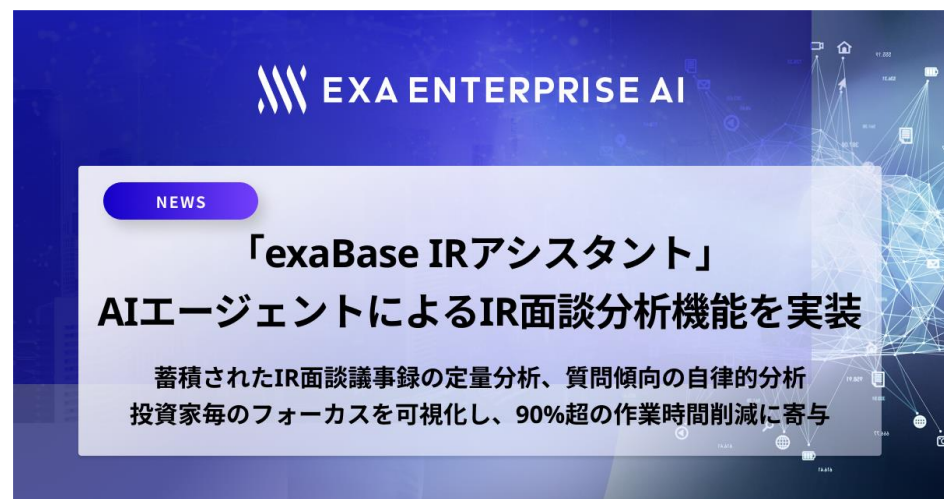 EXA ENTERPRISE AI
NEWS
「exaBase IRアシスタント」
AIエージェントによるIR面談分析機能を実装
蓄積されたIR面談議事録の定量分析、質問傾向の自律的分析
投資家毎のフォーカスを可視化し、90%超の作業時間削減に寄与